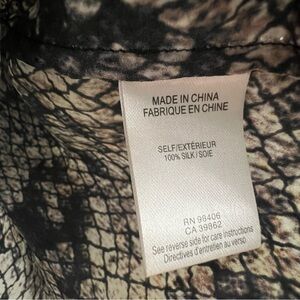 MADE IN CHINA
FABRIQUE EN CHINE
SELF/EXTÉRIEUR
100% SILK / SOIE
RN 99406
CA 39862
See reverse side for care instructions
Directives d'entretien au verso.